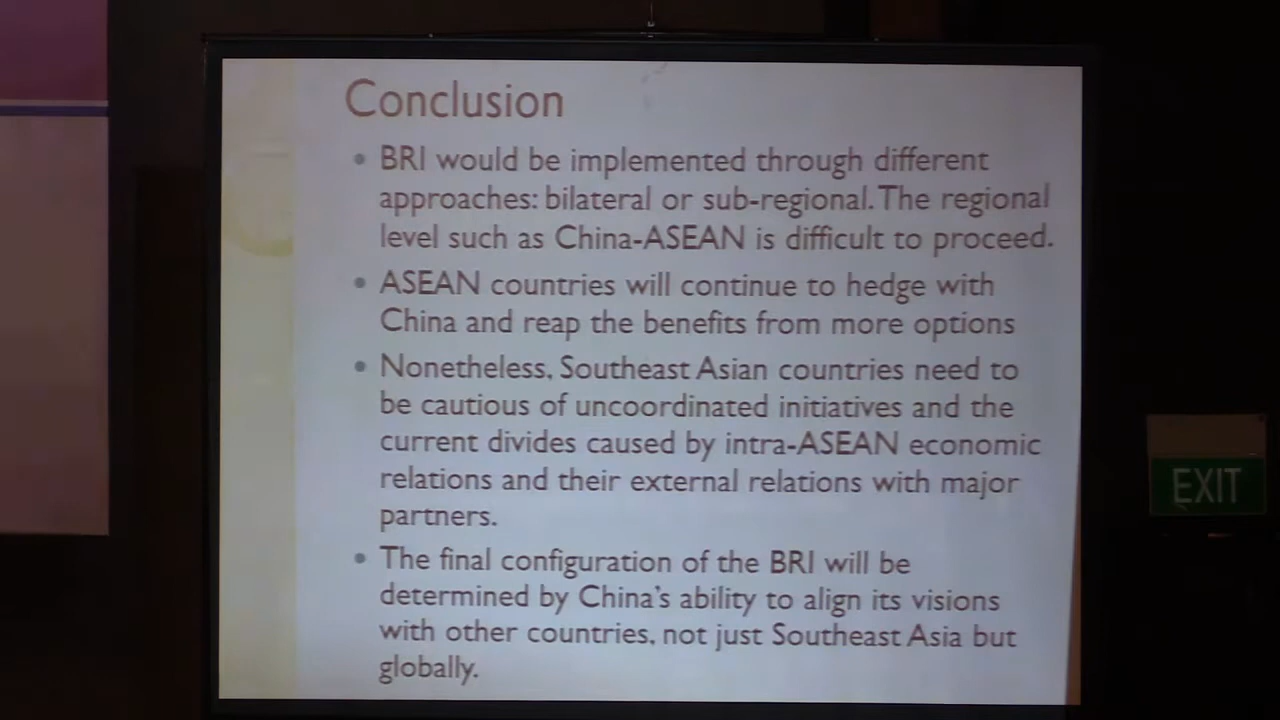 Conclusion
• BRI would be implemented through different
approaches: bilateral or sub-regional. The regional
level such as China-ASEAN is difficult to proceed.
• ASEAN countries will continue to hedge with
China and reap the benefits from more options
• Nonetheless, Southeast Asian countries need to
be cautious of uncoordinated initiatives and the
current divides caused by intra-ASEAN economic
relations and their external relations with major
partners.
• The final configuration of the BRI will be
determined by China's ability to align its visions
with other countries, not just Southeast Asia but
globally.
EXIT